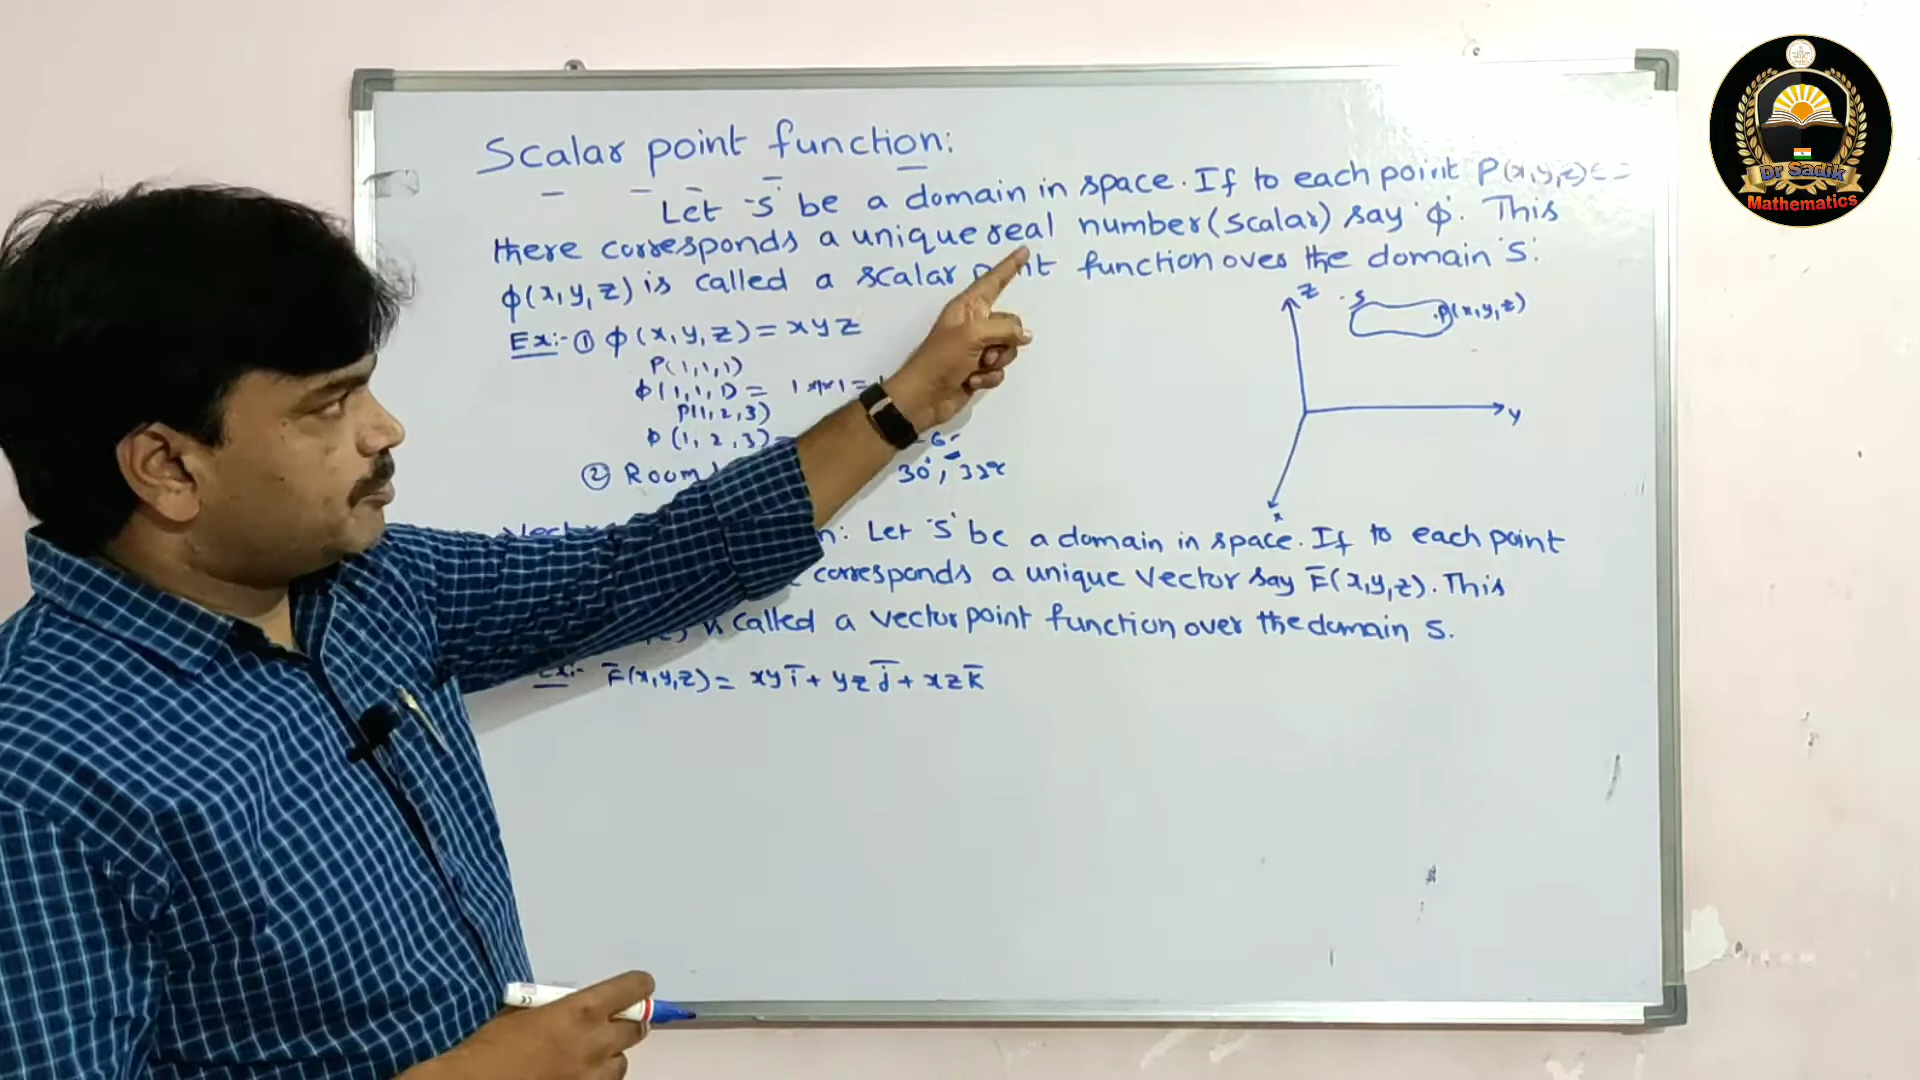 Scalar point function:
Let 'S' be a domain in space. If to each point P(x,y,z)ϵ
there corresponds a unique real number (scalar) say 'ϕ'. This
ϕ(x,y,z) is called a scalar point function over the domain 'S'.
Ex:- ① ϕ(x,y,z) = xyz
P(1,1,1)
ϕ(1,1,1) = 1×1×1=
P(1,2,3)
ϕ(1,2,3) = 6
② Room 30°,
z
S
P(x,y,z)
y
x
Let 'S' be a domain in space. If to each point
corresponds a unique vector say F̅(x,y,z). This
is called a vector point function over the domain S.
Ex:- F̅(x,y,z) = xy i̅ + yz j̅ + xz k̅
Dr Sadik
Mathematics